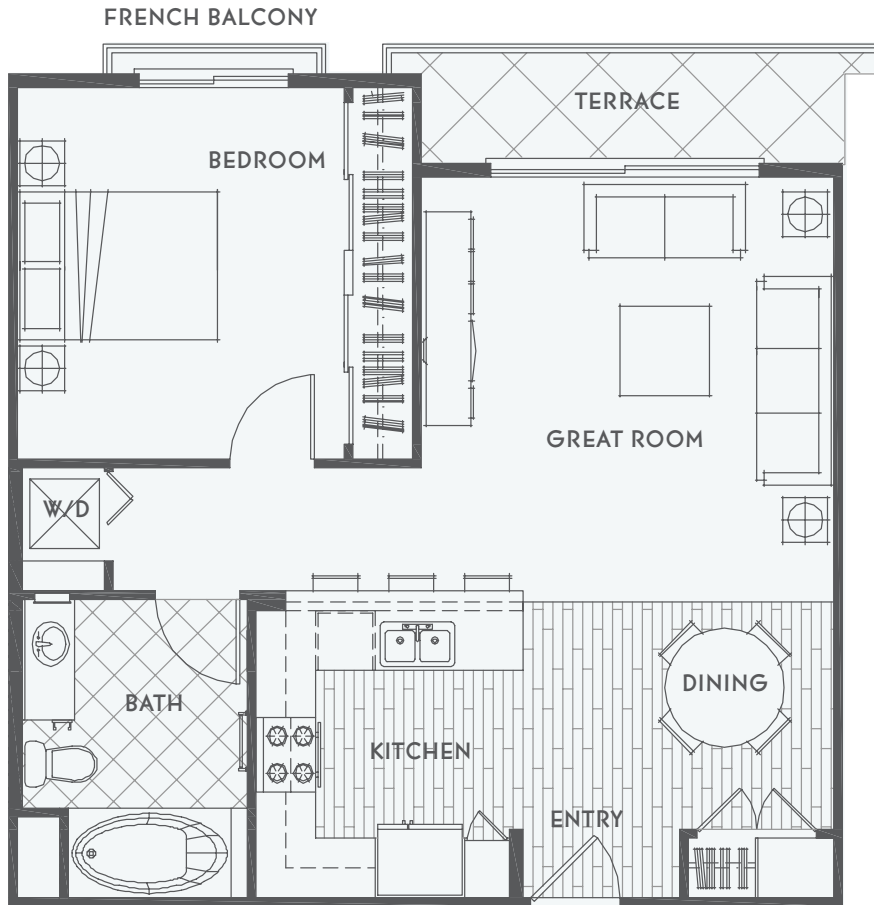 FRENCH BALCONY
TERRACE
BEDROOM
GREAT ROOM
W/D
DINING
BATH
KITCHEN
ENTRY